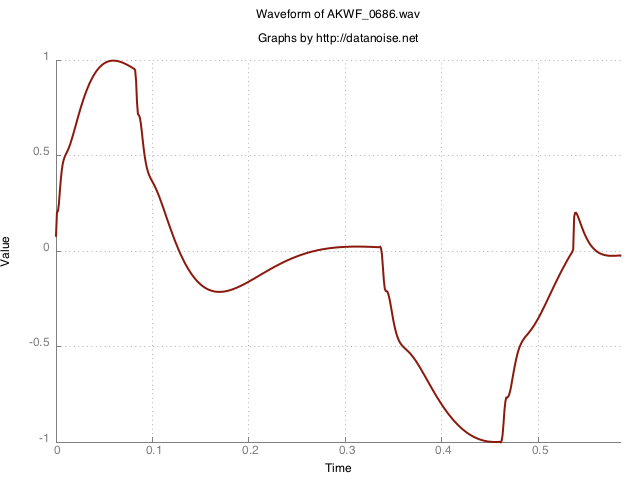 Waveform of AKWF_0686.wav
Graphs by http://datanoise.net
1
0.5
0
-0.5
-1
Value
0 0.1 0.2 0.3 0.4 0.5
Time